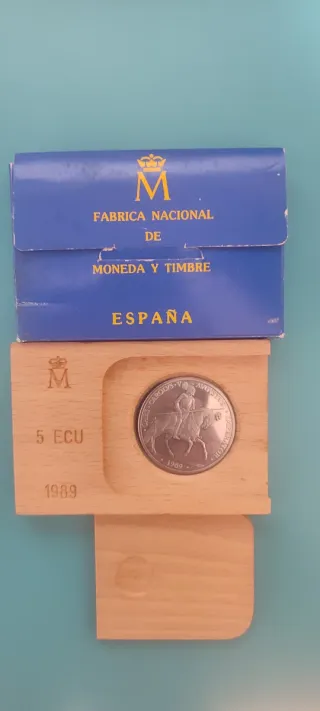 M
FABRICA NACIONAL
DE
MONEDA Y TIMBRE
ESPAÑA
M
5 ECU
1989
1989